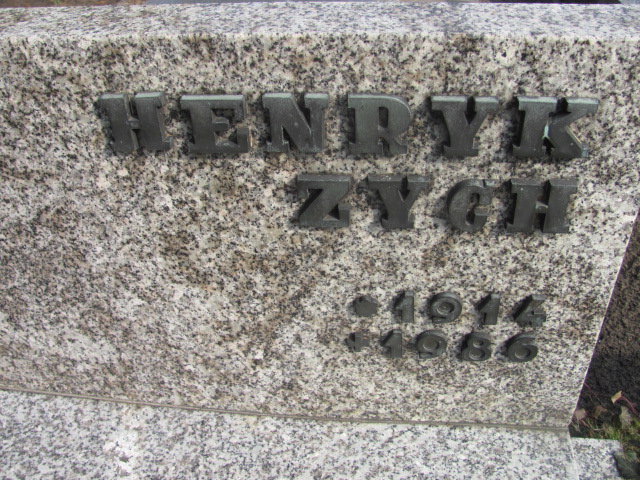 HENRYK
ZYCH
* 1914
+ 1986